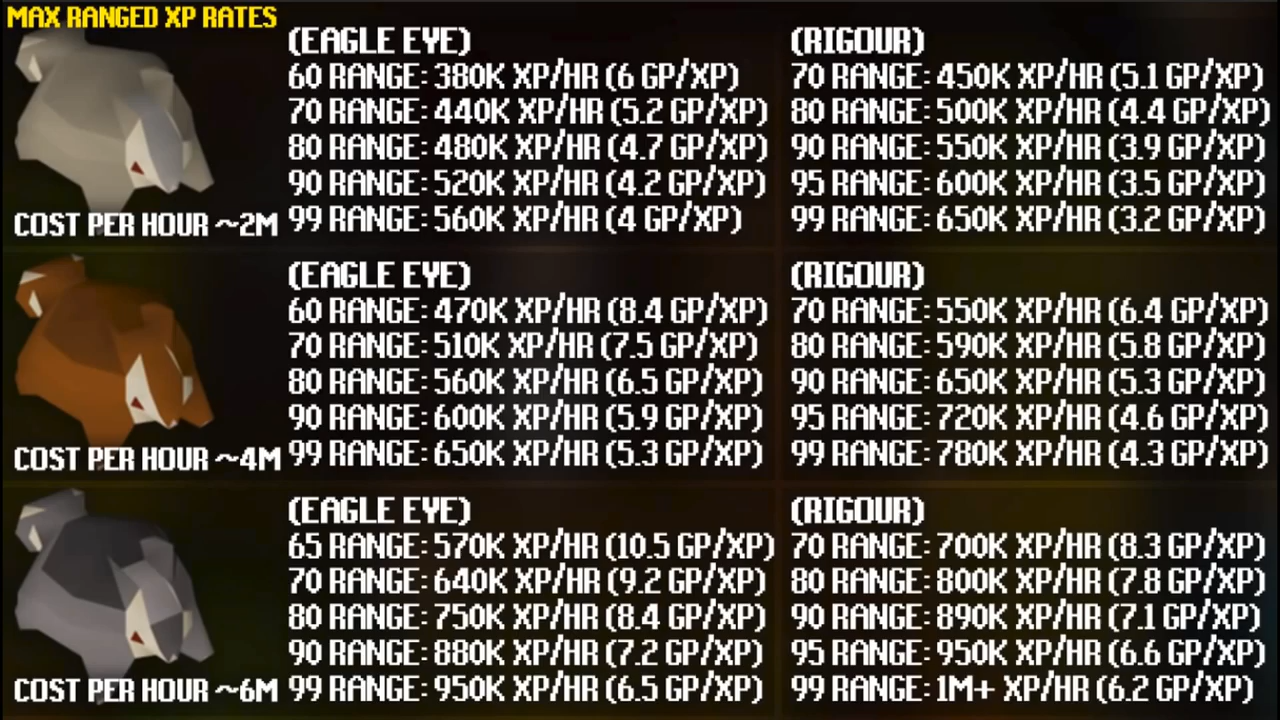 MAX RANGED XP RATES
(EAGLE EYE)
60 RANGE: 380K XP/HR (6 GP/XP)
70 RANGE: 440K XP/HR (5.2 GP/XP)
80 RANGE: 480K XP/HR (4.7 GP/XP)
90 RANGE: 520K XP/HR (4.2 GP/XP)
99 RANGE: 560K XP/HR (4 GP/XP)
(RIGOUR)
70 RANGE: 450K XP/HR (5.1 GP/XP)
80 RANGE: 500K XP/HR (4.4 GP/XP)
90 RANGE: 550K XP/HR (3.9 GP/XP)
95 RANGE: 600K XP/HR (3.5 GP/XP)
99 RANGE: 650K XP/HR (3.2 GP/XP)
COST PER HOUR ~2M
(EAGLE EYE)
60 RANGE: 470K XP/HR (8.4 GP/XP)
70 RANGE: 510K XP/HR (7.5 GP/XP)
80 RANGE: 560K XP/HR (6.5 GP/XP)
90 RANGE: 600K XP/HR (5.9 GP/XP)
99 RANGE: 650K XP/HR (5.3 GP/XP)
(RIGOUR)
70 RANGE: 550K XP/HR (6.4 GP/XP)
80 RANGE: 590K XP/HR (5.8 GP/XP)
90 RANGE: 650K XP/HR (5.3 GP/XP)
95 RANGE: 720K XP/HR (4.6 GP/XP)
99 RANGE: 780K XP/HR (4.3 GP/XP)
COST PER HOUR ~4M
(EAGLE EYE)
65 RANGE: 570K XP/HR (10.5 GP/XP)
70 RANGE: 640K XP/HR (9.2 GP/XP)
80 RANGE: 750K XP/HR (8.4 GP/XP)
90 RANGE: 880K XP/HR (7.2 GP/XP)
99 RANGE: 950K XP/HR (6.5 GP/XP)
(RIGOUR)
70 RANGE: 700K XP/HR (8.3 GP/XP)
80 RANGE: 800K XP/HR (7.8 GP/XP)
90 RANGE: 890K XP/HR (7.1 GP/XP)
95 RANGE: 950K XP/HR (6.6 GP/XP)
99 RANGE: 1M+ XP/HR (6.2 GP/XP)
COST PER HOUR ~6M